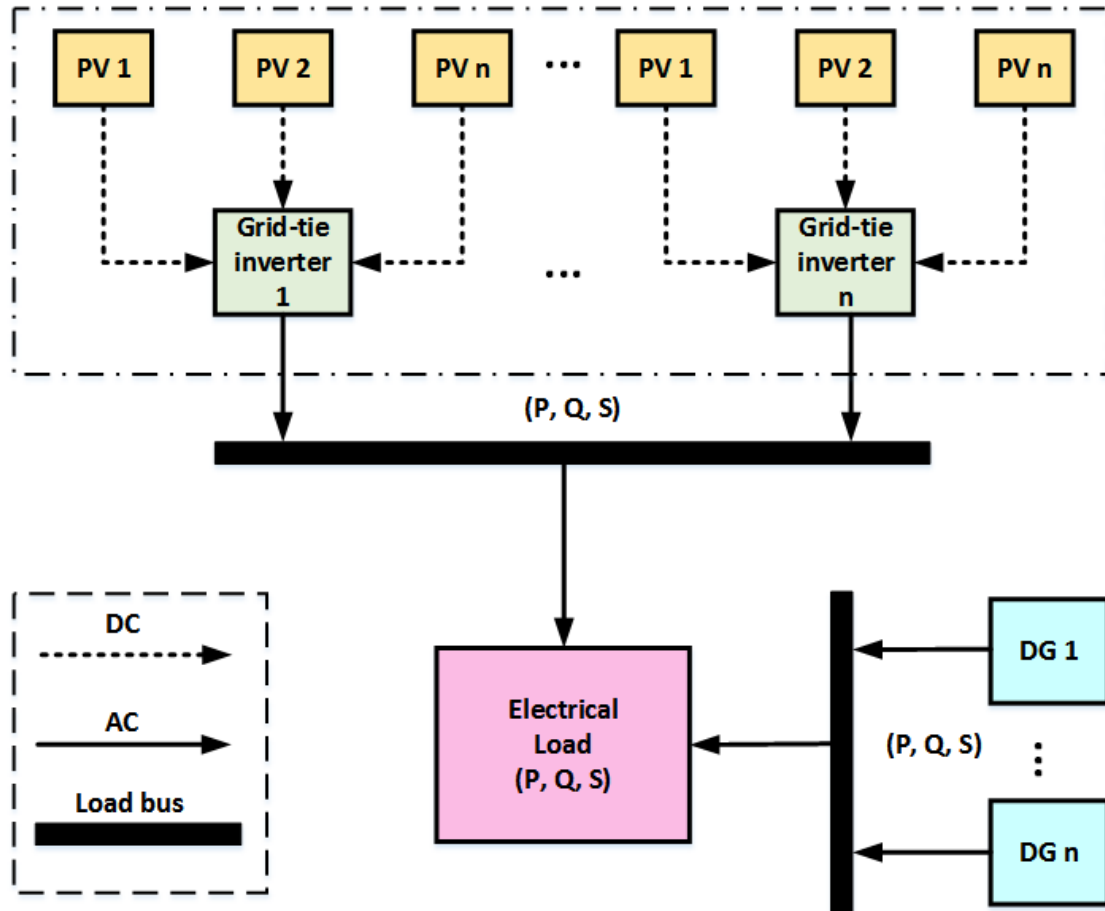 PV 1
PV 2
PV n
...
PV 1
PV 2
PV n
Grid-tie
inverter
1
...
Grid-tie
inverter
n
(P, Q, S)
DC
AC
Load bus
Electrical
Load
(P, Q, S)
(P, Q, S)
DG 1
...
DG n